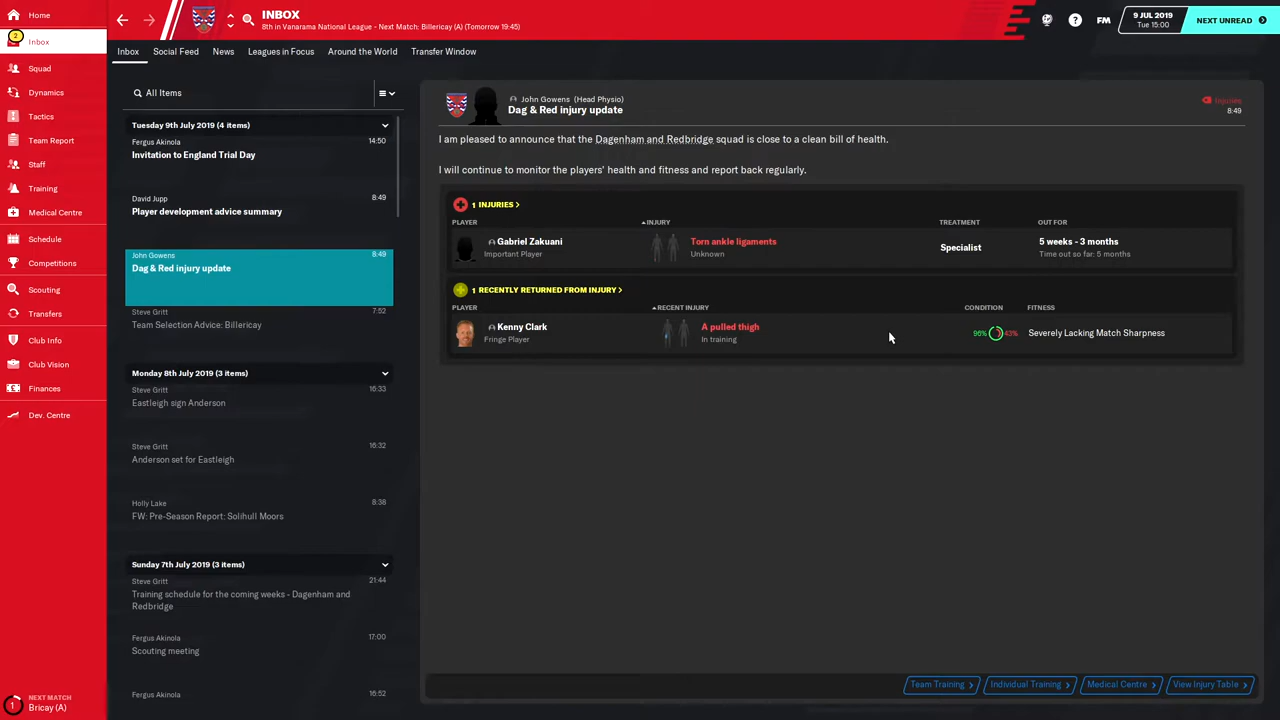 Home
INBOX
8th in Vanarama National League - Next Match: Billericay (A) (Tomorrow 19:45)
?
FM
9 JUL 2019
Tue 15:00
NEXT UNREAD
2
Inbox
Inbox
Social Feed
News
Leagues in Focus
Around the World
Transfer Window
Squad
Dynamics
Tactics
Team Report
Staff
Training
Medical Centre
Schedule
Competitions
Scouting
Transfers
Club Info
Club Vision
Finances
Dev. Centre
1
NEXT MATCH
Bricay (A)
All Items
Tuesday 9th July 2019 (4 items)
Fergus Akinola 14:50
Invitation to England Trial Day
David Jupp 8:49
Player development advice summary
John Gowens 8:49
Dag & Red injury update
Steve Gritt 7:52
Team Selection Advice: Billericay
Monday 8th July 2019 (3 items)
Steve Gritt 16:33
Eastleigh sign Anderson
Steve Gritt 16:32
Anderson set for Eastleigh
Holly Lake 8:38
FW: Pre-Season Report: Solihull Moors
Sunday 7th July 2019 (3 items)
Steve Gritt 21:44
Training schedule for the coming weeks - Dagenham and
Redbridge
Fergus Akinola 17:00
Scouting meeting
Fergus Akinola 16:52
John Gowens (Head Physio)
Dag & Red injury update
Injuries
8:49
I am pleased to announce that the Dagenham and Redbridge squad is close to a clean bill of health.
I will continue to monitor the players' health and fitness and report back regularly.
1 INJURIES >
PLAYER INJURY TREATMENT OUT FOR
Gabriel Zakuani Torn ankle ligaments Specialist 5 weeks - 3 months
Important Player Unknown Time out so far: 5 months
1 RECENTLY RETURNED FROM INJURY >
PLAYER RECENT INJURY CONDITION FITNESS
Kenny Clark A pulled thigh 96% 43% Severely Lacking Match Sharpness
Fringe Player In training
Team Training >
Individual Training >
Medical Centre >
View Injury Table >